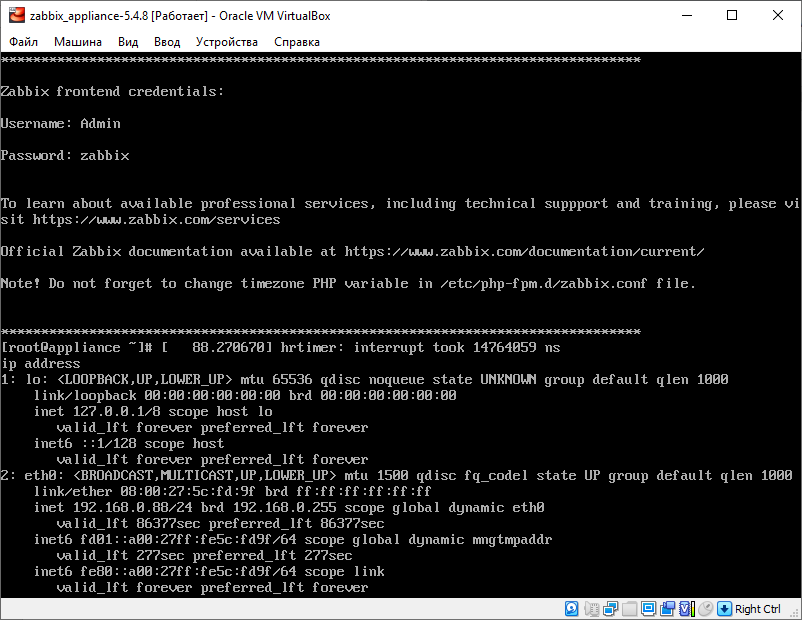 zabbix_appliance-5.4.8 [Работает] - Oracle VM VirtualBox
Файл Машина Вид Ввод Устройства Справка
********************************************************************************
Zabbix frontend credentials:
Username: Admin
Password: zabbix
To learn about available professional services, including technical suppport and training, please vi
sit https://www.zabbix.com/services
Official Zabbix documentation available at https://www.zabbix.com/documentation/current/
Note! Do not forget to change timezone PHP variable in /etc/php-fpm.d/zabbix.conf file.
********************************************************************************
[root@appliance ~]# [   88.270670] hrtimer: interrupt took 14764059 ns
ip address
1: lo: <LOOPBACK,UP,LOWER_UP> mtu 65536 qdisc noqueue state UNKNOWN group default qlen 1000
    link/loopback 00:00:00:00:00:00 brd 00:00:00:00:00:00
    inet 127.0.0.1/8 scope host lo
       valid_lft forever preferred_lft forever
    inet6 ::1/128 scope host
       valid_lft forever preferred_lft forever
2: eth0: <BROADCAST,MULTICAST,UP,LOWER_UP> mtu 1500 qdisc fq_codel state UP group default qlen 1000
    link/ether 08:00:27:5c:fd:9f brd ff:ff:ff:ff:ff:ff
    inet 192.168.0.88/24 brd 192.168.0.255 scope global dynamic eth0
       valid_lft 86377sec preferred_lft 86377sec
    inet6 fd01::a00:27ff:fe5c:fd9f/64 scope global dynamic mngtmpaddr
       valid_lft 277sec preferred_lft 277sec
    inet6 fe80::a00:27ff:fe5c:fd9f/64 scope link
       valid_lft forever preferred_lft forever
Right Ctrl